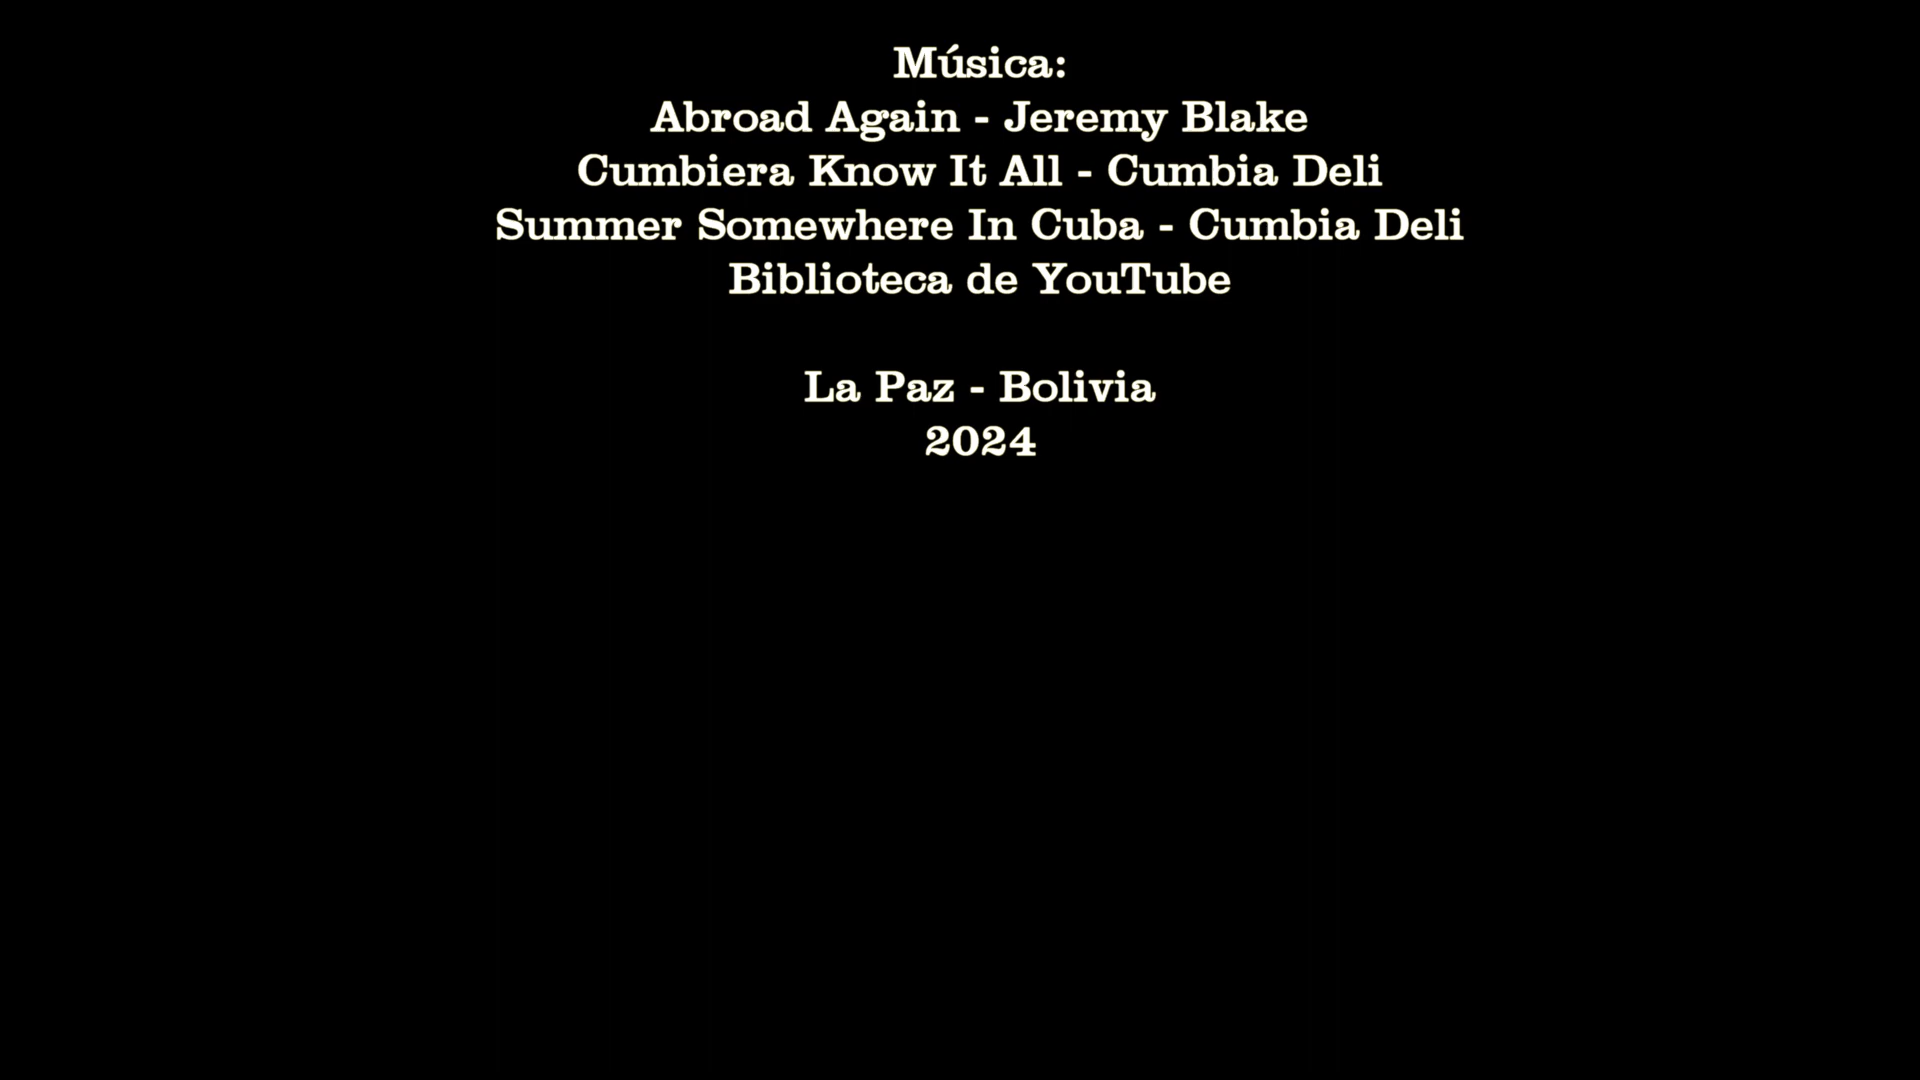 Música:
Abroad Again - Jeremy Blake
Cumbiera Know It All - Cumbia Deli
Summer Somewhere In Cuba - Cumbia Deli
Biblioteca de YouTube
La Paz - Bolivia
2024